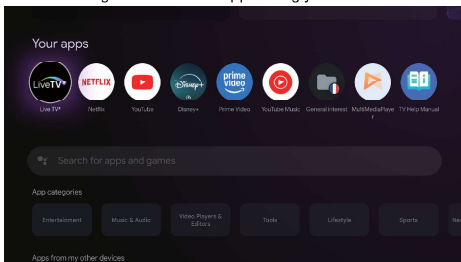 Your apps
LiveTV+
NETFLIX
Disney+
prime
video
Live TV+
Netflix
YouTube
Disney+
Prime Video
YouTube Music
General interest
MultiMediaPlaye
r
TV Help Manual
Search for apps and games
App categories
Entertainment
Music & Audio
Video Players &
Editors
Tools
Lifestyle
Sports
Apps from my other devices